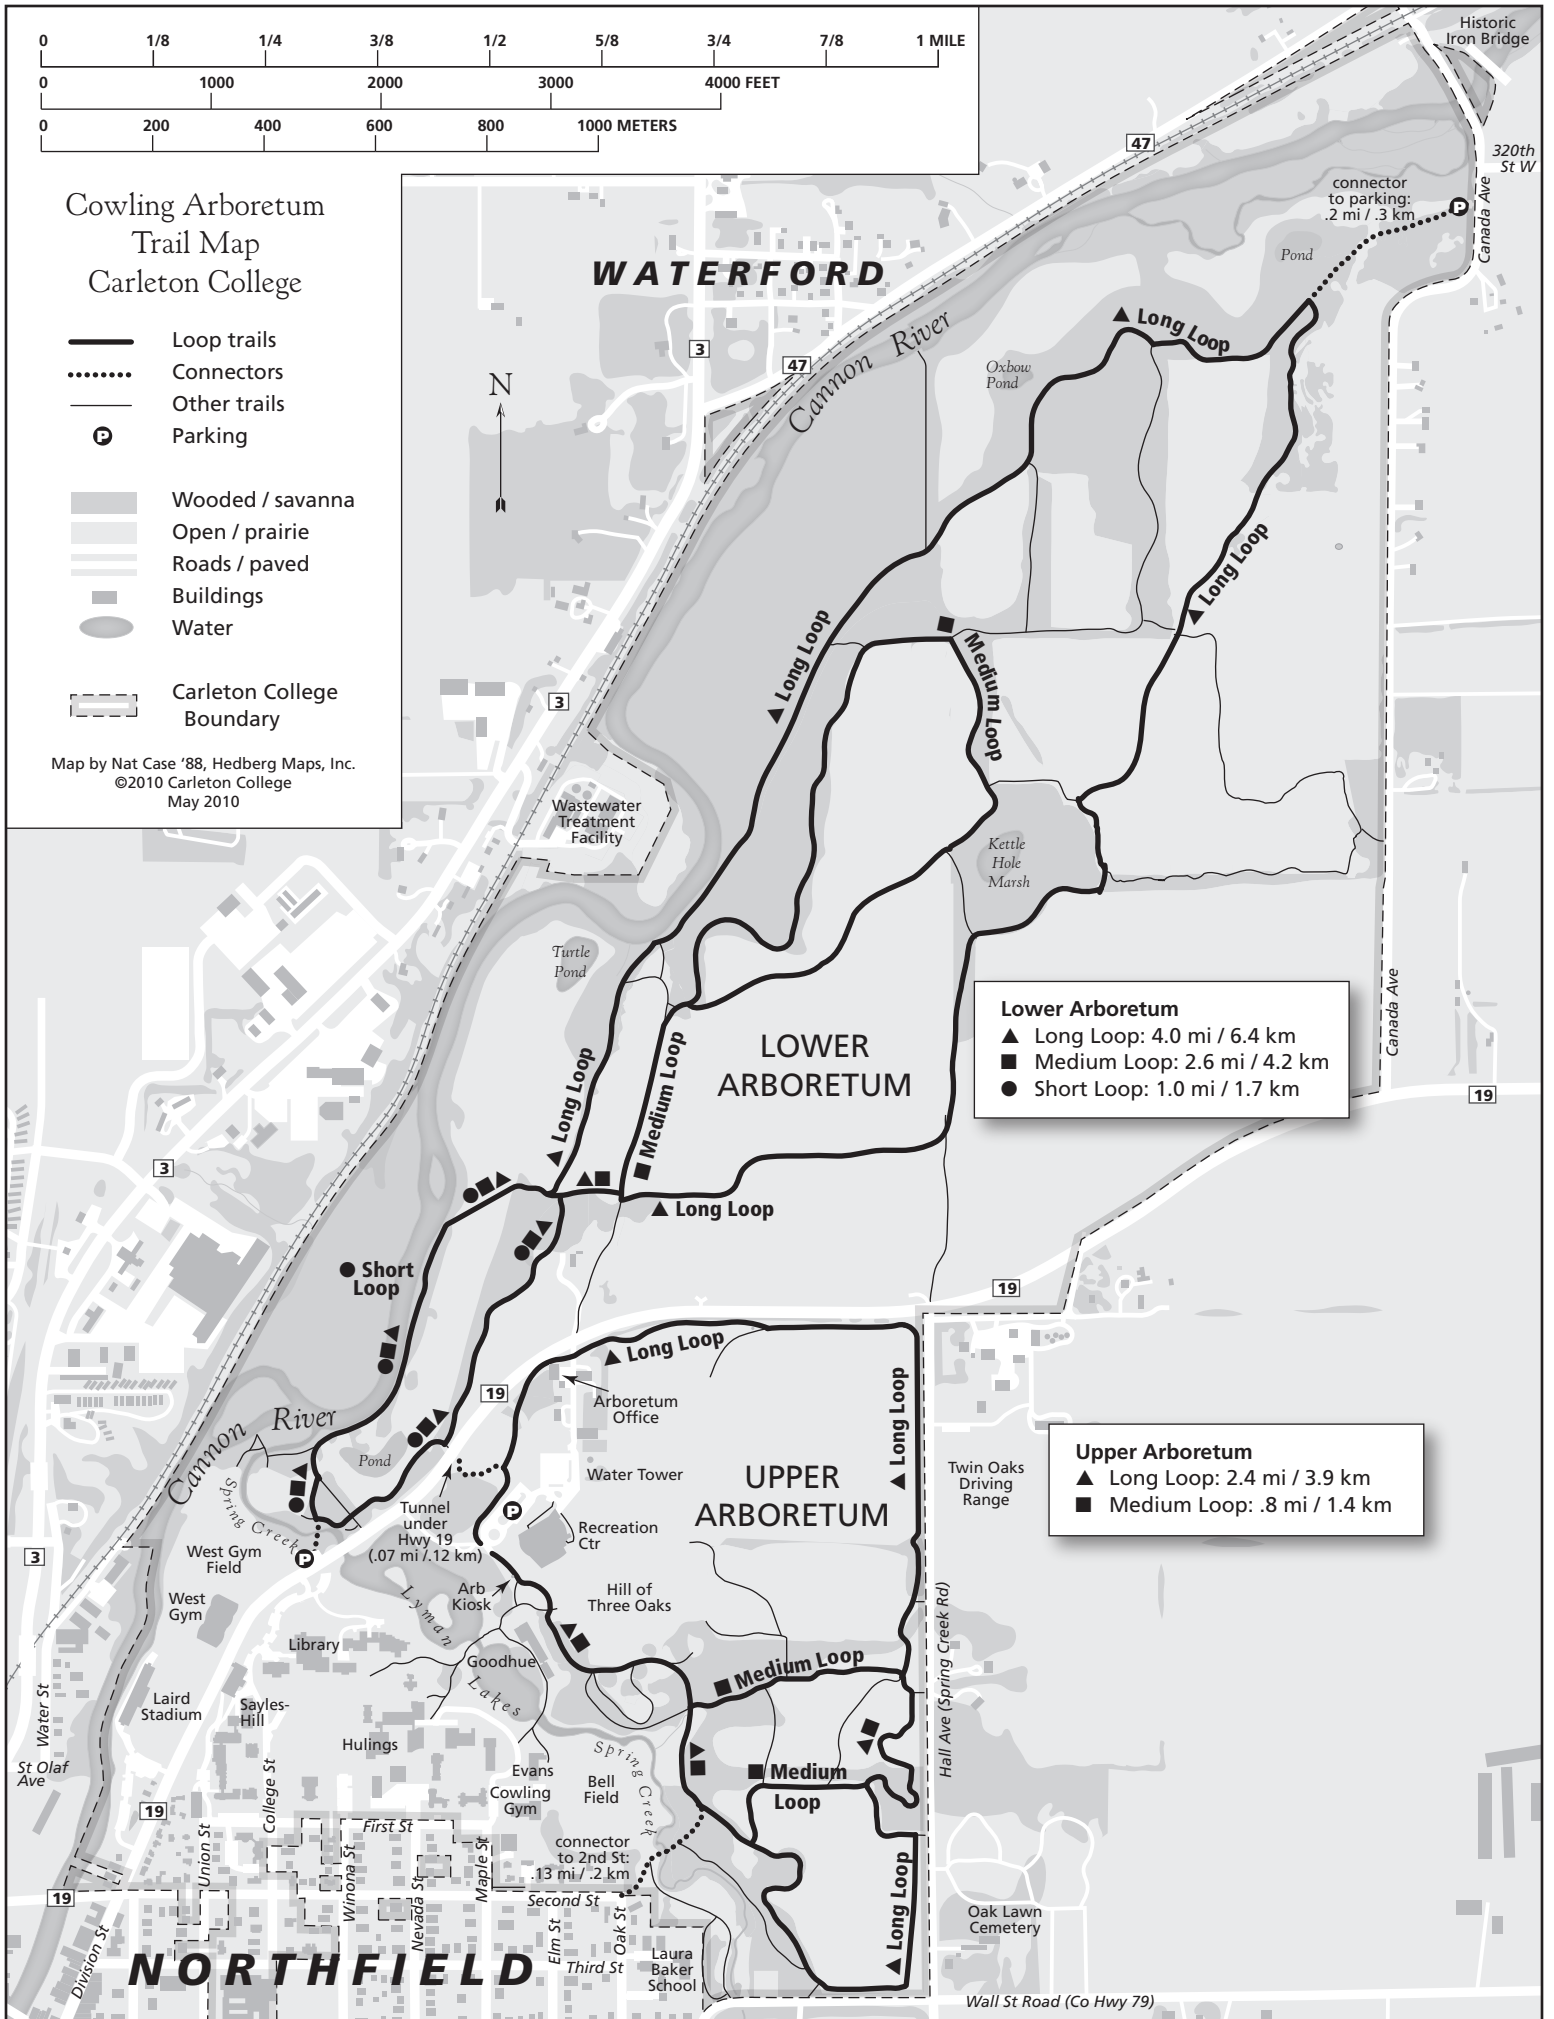 0 1/8 1/4 3/8 1/2 5/8 3/4 7/8 1 MILE
0 1000 2000 3000 4000 FEET
0 200 400 600 800 1000 METERS
Cowling Arboretum
Trail Map
Carleton College
Loop trails
Connectors
Other trails
P Parking
Wooded / savanna
Open / prairie
Roads / paved
Buildings
Water
Carleton College
Boundary
Map by Nat Case '88, Hedberg Maps, Inc.
©2010 Carleton College
May 2010
N
Historic
Iron Bridge
47
320th
St W
connector
to parking:
.2 mi / .3 km
P
Canada Ave
Pond
WATERFORD
3
47
Cannon River
Long Loop
Oxbow
Pond
Long Loop
Long Loop
Medium Loop
3
Wastewater
Treatment
Facility
Kettle
Hole
Marsh
Turtle
Pond
Canada Ave
Lower Arboretum
Long Loop: 4.0 mi / 6.4 km
Medium Loop: 2.6 mi / 4.2 km
Short Loop: 1.0 mi / 1.7 km
LOWER
ARBORETUM
Long Loop
Medium Loop
19
3
Long Loop
Short
Loop
19
Long Loop
19
Arboretum
Office
Long Loop
Cannon River
Pond
Spring Creek
Water Tower
UPPER
ARBORETUM
Twin Oaks
Driving
Range
Upper Arboretum
Long Loop: 2.4 mi / 3.9 km
Medium Loop: .8 mi / 1.4 km
Tunnel
under
Hwy 19
(.07 mi /.12 km)
P
Recreation
Ctr
3
West Gym
Field
P
West
Gym
Arb
Kiosk
Hill of
Three Oaks
Lyman
Lakes
Library
Goodhue
Medium Loop
Hall Ave (Spring Creek Rd)
Laird
Stadium
Sayles-
Hill
Water St
Hulings
St Olaf
Ave
Evans
Spring Creek
Bell
Field
Cowling
Gym
Medium
Loop
19
College St
First St
Union St
Winona St
Nevada St
Maple St
connector
to 2nd St:
.13 mi / .2 km
Long Loop
19
Second St
Oak Lawn
Cemetery
Division St
NORTHFIELD
Elm St
Oak St
Third St
Laura
Baker
School
Wall St Road (Co Hwy 79)